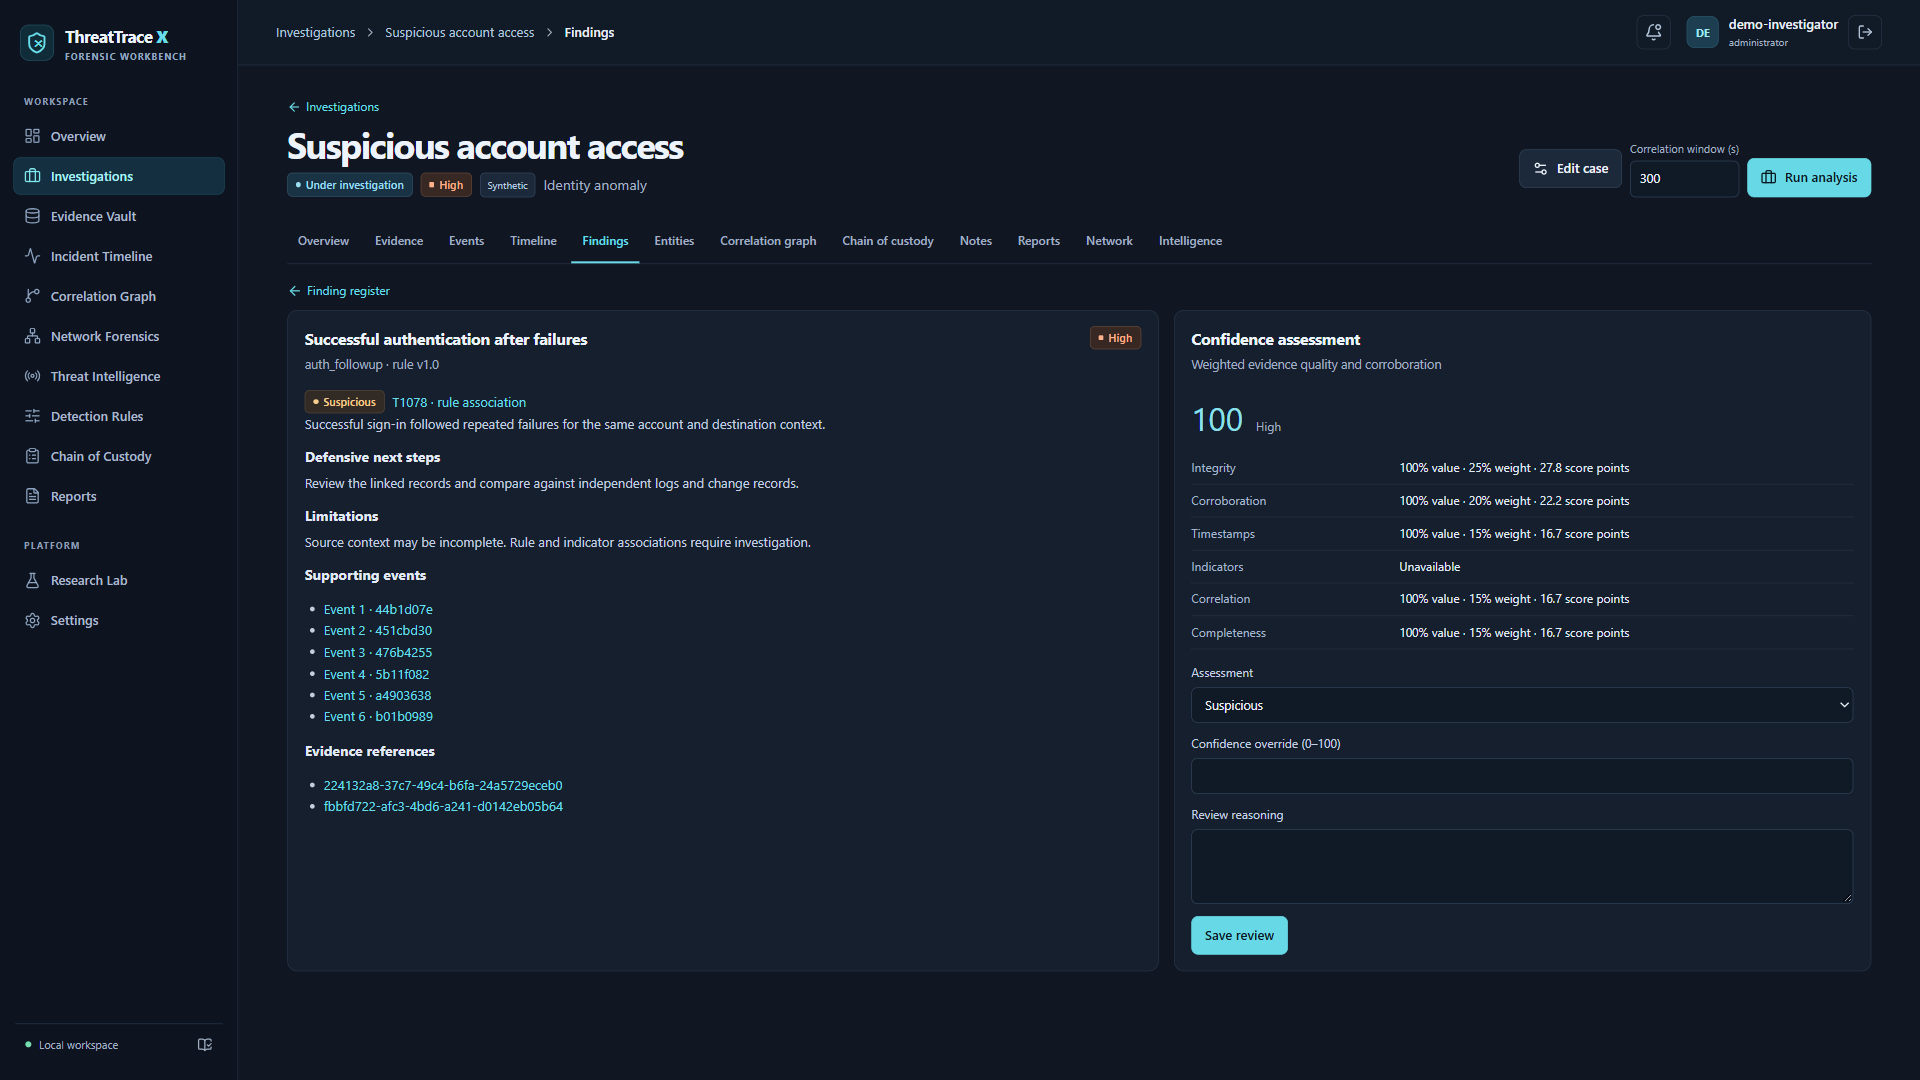 ThreatTrace X
FORENSIC WORKBENCH
WORKSPACE
Overview
Investigations
Evidence Vault
Incident Timeline
Correlation Graph
Network Forensics
Threat Intelligence
Detection Rules
Chain of Custody
Reports
PLATFORM
Research Lab
Settings
Local workspace
Investigations > Suspicious account access > Findings
DE
demo-investigator
administrator
← Investigations
Suspicious account access
Under investigation High Synthetic Identity anomaly
Edit case
Correlation window (s)
300
Run analysis
Overview Evidence Events Timeline Findings Entities Correlation graph Chain of custody Notes Reports Network Intelligence
← Finding register
Successful authentication after failures
High
auth_followup · rule v1.0
Suspicious T1078 · rule association
Successful sign-in followed repeated failures for the same account and destination context.
Defensive next steps
Review the linked records and compare against independent logs and change records.
Limitations
Source context may be incomplete. Rule and indicator associations require investigation.
Supporting events
• Event 1 · 44b1d07e
• Event 2 · 451cbd30
• Event 3 · 476b4255
• Event 4 · 5b11f082
• Event 5 · a4903638
• Event 6 · b01b0989
Evidence references
• 224132a8-37c7-49c4-b6fa-24a5729eceb0
• fbbfd722-afc3-4bd6-a241-d0142eb05b64
Confidence assessment
Weighted evidence quality and corroboration
100 High
Integrity 100% value · 25% weight · 27.8 score points
Corroboration 100% value · 20% weight · 22.2 score points
Timestamps 100% value · 15% weight · 16.7 score points
Indicators Unavailable
Correlation 100% value · 15% weight · 16.7 score points
Completeness 100% value · 15% weight · 16.7 score points
Assessment
Suspicious
Confidence override (0–100)
Review reasoning
Save review